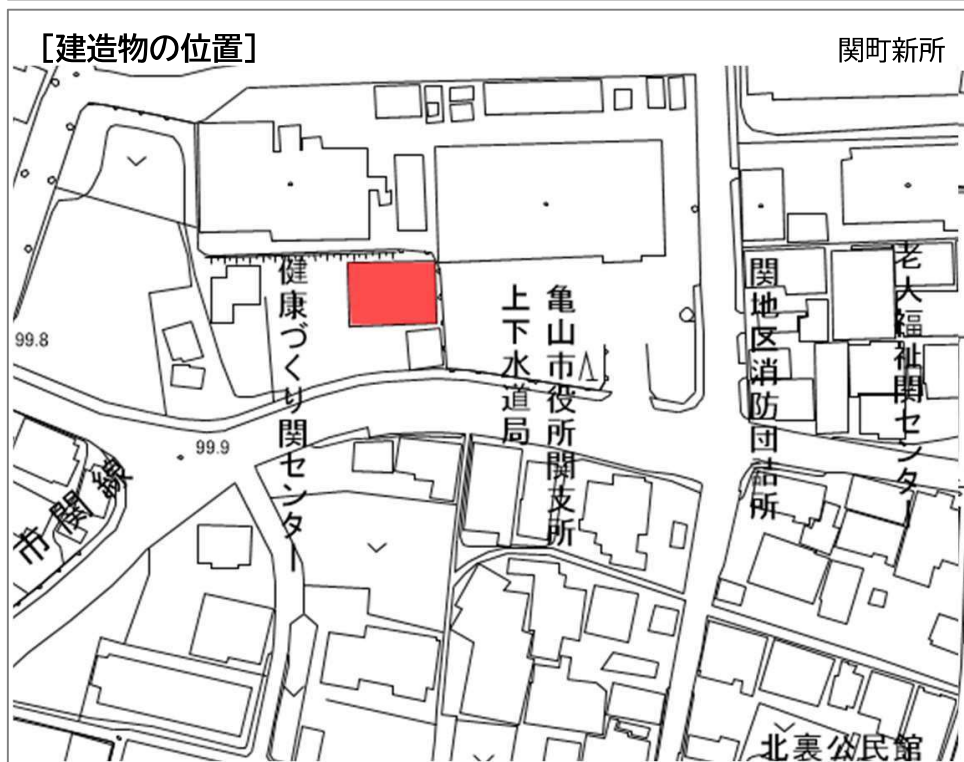 ［建造物の位置］
関町新所
健康づくり関センター
亀山市役所関支所
上下水道局
関地区消防団詰所
老人福祉関センター
99.8
99.9
市関線
北裏公民館